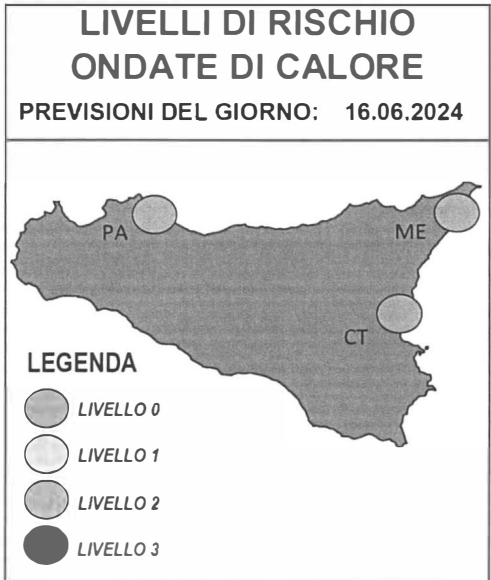 LIVELLI DI RISCHIO
ONDATE DI CALORE
PREVISIONI DEL GIORNO: 16.06.2024
PA
ME
CT
LEGENDA
LIVELLO 0
LIVELLO 1
LIVELLO 2
LIVELLO 3